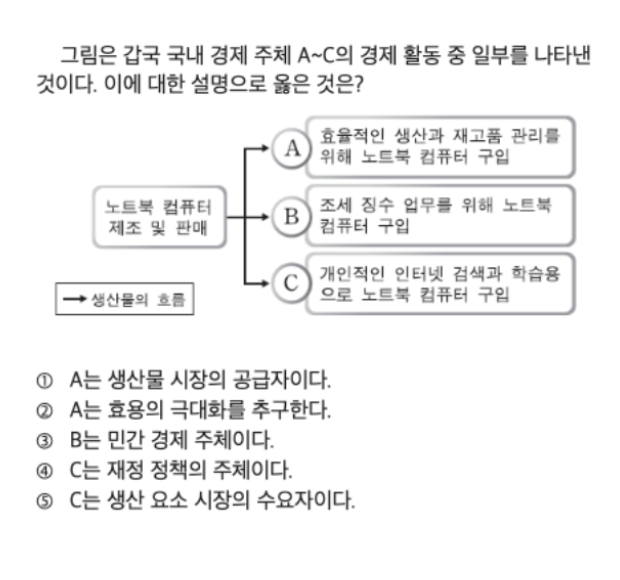 그림은 갑국 국내 경제 주체 A~C의 경제 활동 중 일부를 나타낸
것이다. 이에 대한 설명으로 옳은 것은?
노트북 컴퓨터
제조 및 판매
A
효율적인 생산과 재고품 관리를
위해 노트북 컴퓨터 구입
B
조세 징수 업무를 위해 노트북
컴퓨터 구입
C
개인적인 인터넷 검색과 학습용
으로 노트북 컴퓨터 구입
→ 생산물의 흐름
① A는 생산물 시장의 공급자이다.
② A는 효용의 극대화를 추구한다.
③ B는 민간 경제 주체이다.
④ C는 재정 정책의 주체이다.
⑤ C는 생산 요소 시장의 수요자이다.